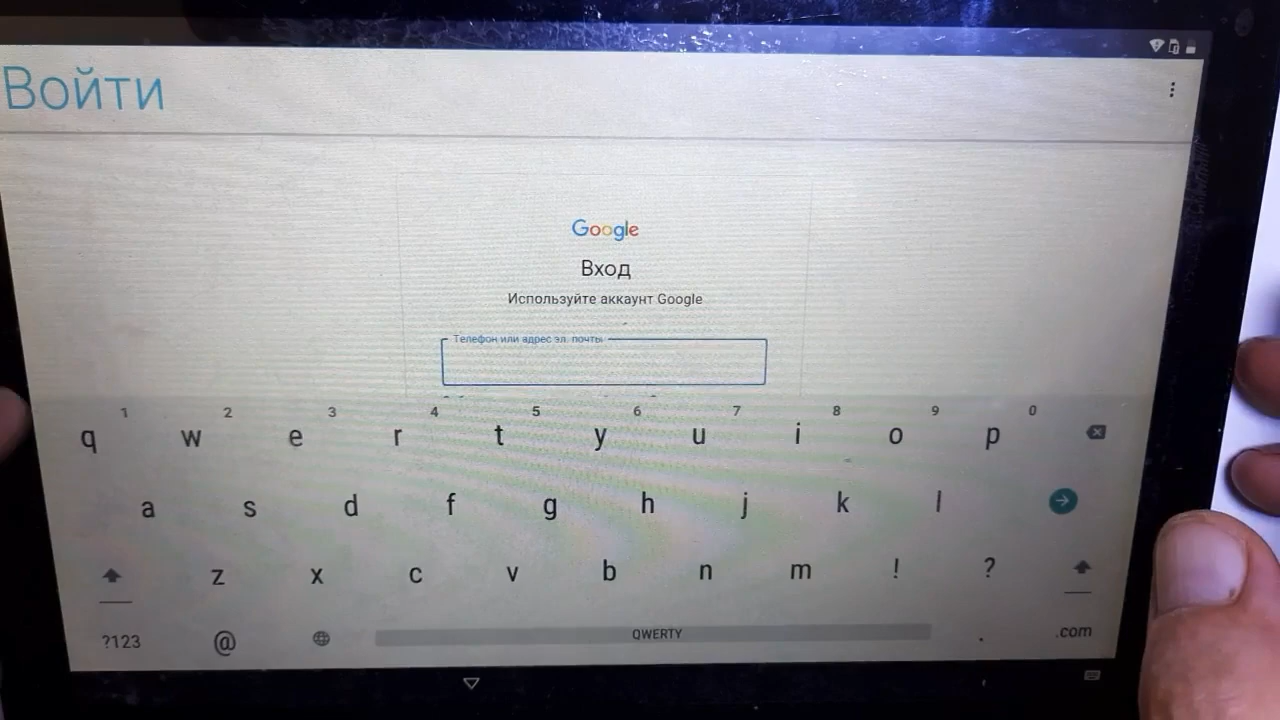 Войти
Google
Вход
Используйте аккаунт Google
Телефон или адрес эл. почты
1 2 3 4 5 6 7 8 9 0
q w e r t y u i o p
a s d f g h j k l
z x c v b n m ! ?
?123 @ QWERTY . .com